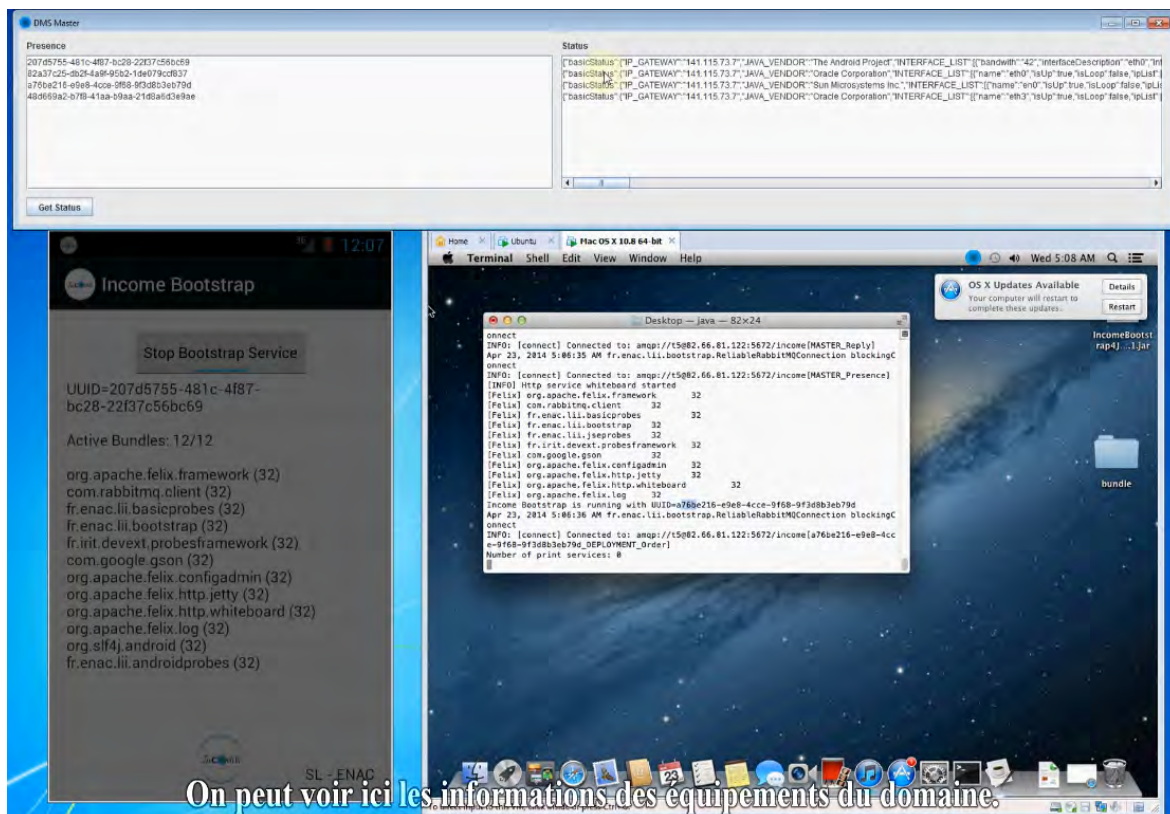 DMS Master
Presence
207d5755-481c-4f87-bc28-22f37c56bc69
82a37c25-db2f-4a9f-95b2-1de079ccf837
a76be216-e9e8-4cce-9f68-9f3d8b3eb79d
48d669a2-b7f8-41aa-b9aa-21d8a6d3e9ae
Get Status
Status
{"basicStatus":{"IP_GATEWAY":"141.115.73.7","JAVA_VENDOR":"The Android Project","INTERFACE_LIST":[{"bandwith":"42","interfaceDescription":"eth0","inf
{"basicStatus":{"IP_GATEWAY":"141.115.73.7","JAVA_VENDOR":"Oracle Corporation","INTERFACE_LIST":[{"name":"eth0","isUp":true,"isLoop":false,"ipList":[
{"basicStatus":{"IP_GATEWAY":"141.115.73.7","JAVA_VENDOR":"Sun Microsystems Inc.","INTERFACE_LIST":[{"name":"en0","isUp":true,"isLoop":false,"ipLis
{"basicStatus":{"IP_GATEWAY":"141.115.73.7","JAVA_VENDOR":"Oracle Corporation","INTERFACE_LIST":[{"name":"eth3","isUp":true,"isLoop":false,"ipList":[
12:07
Income Bootstrap
Stop Bootstrap Service
UUID=207d5755-481c-4f87-
bc28-22f37c56bc69
Active Bundles: 12/12
org.apache.felix.framework (32)
com.rabbitmq.client (32)
fr.enac.lii.basicprobes (32)
fr.enac.lii.bootstrap (32)
fr.irit.devext.probesframework (32)
com.google.gson (32)
org.apache.felix.configadmin (32)
org.apache.felix.http.jetty (32)
org.apache.felix.http.whiteboard (32)
org.apache.felix.log (32)
org.slf4j.android (32)
fr.enac.lii.androidprobes (32)
SL - ENAC
Home
Ubuntu
Mac OS X 10.8 64-bit
Terminal Shell Edit View Window Help
Wed 5:08 AM
OS X Updates Available
Your computer will restart to
complete these updates.
Details
Restart
IncomeBootst
rap4J....1.jar
bundle
Desktop — java — 82×24
onnect
INFO: [connect] Connected to: amqp://t5@82.66.81.122:5672/income[MASTER_Reply]
Apr 23, 2014 5:06:35 AM fr.enac.lii.bootstrap.ReliableRabbitMQConnection blockingC
onnect
INFO: [connect] Connected to: amqp://t5@82.66.81.122:5672/income[MASTER_Presence]
[INFO] Http service whiteboard started
[Felix] org.apache.felix.framework 32
[Felix] com.rabbitmq.client 32
[Felix] fr.enac.lii.basicprobes 32
[Felix] fr.enac.lii.bootstrap 32
[Felix] fr.enac.lii.jseprobes 32
[Felix] fr.irit.devext.probesframework 32
[Felix] com.google.gson 32
[Felix] org.apache.felix.configadmin 32
[Felix] org.apache.felix.http.jetty 32
[Felix] org.apache.felix.http.whiteboard 32
[Felix] org.apache.felix.log 32
Income Bootstrap is running with UUID=a76be216-e9e8-4cce-9f68-9f3d8b3eb79d
Apr 23, 2014 5:06:36 AM fr.enac.lii.bootstrap.ReliableRabbitMQConnection blockingC
onnect
INFO: [connect] Connected to: amqp://t5@82.66.81.122:5672/income[a76be216-e9e8-4cc
e-9f68-9f3d8b3eb79d_DEPLOYMENT_Order]
Number of print services: 0
23
On peut voir ici les informations des équipements du domaine.